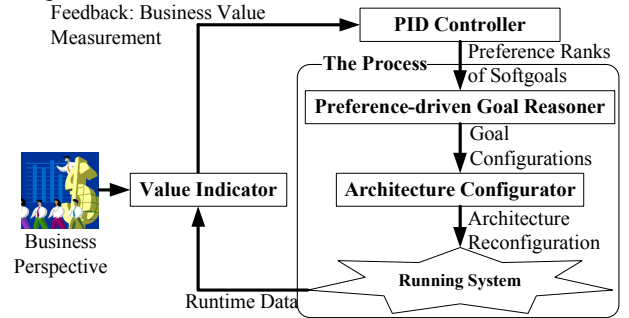 Feedback: Business Value
Measurement
PID Controller
Preference Ranks
of Softgoals
The Process
Preference-driven Goal Reasoner
Goal
Configurations
Value Indicator
Architecture Configurator
Business
Perspective
Architecture
Reconfiguration
Running System
Runtime Data